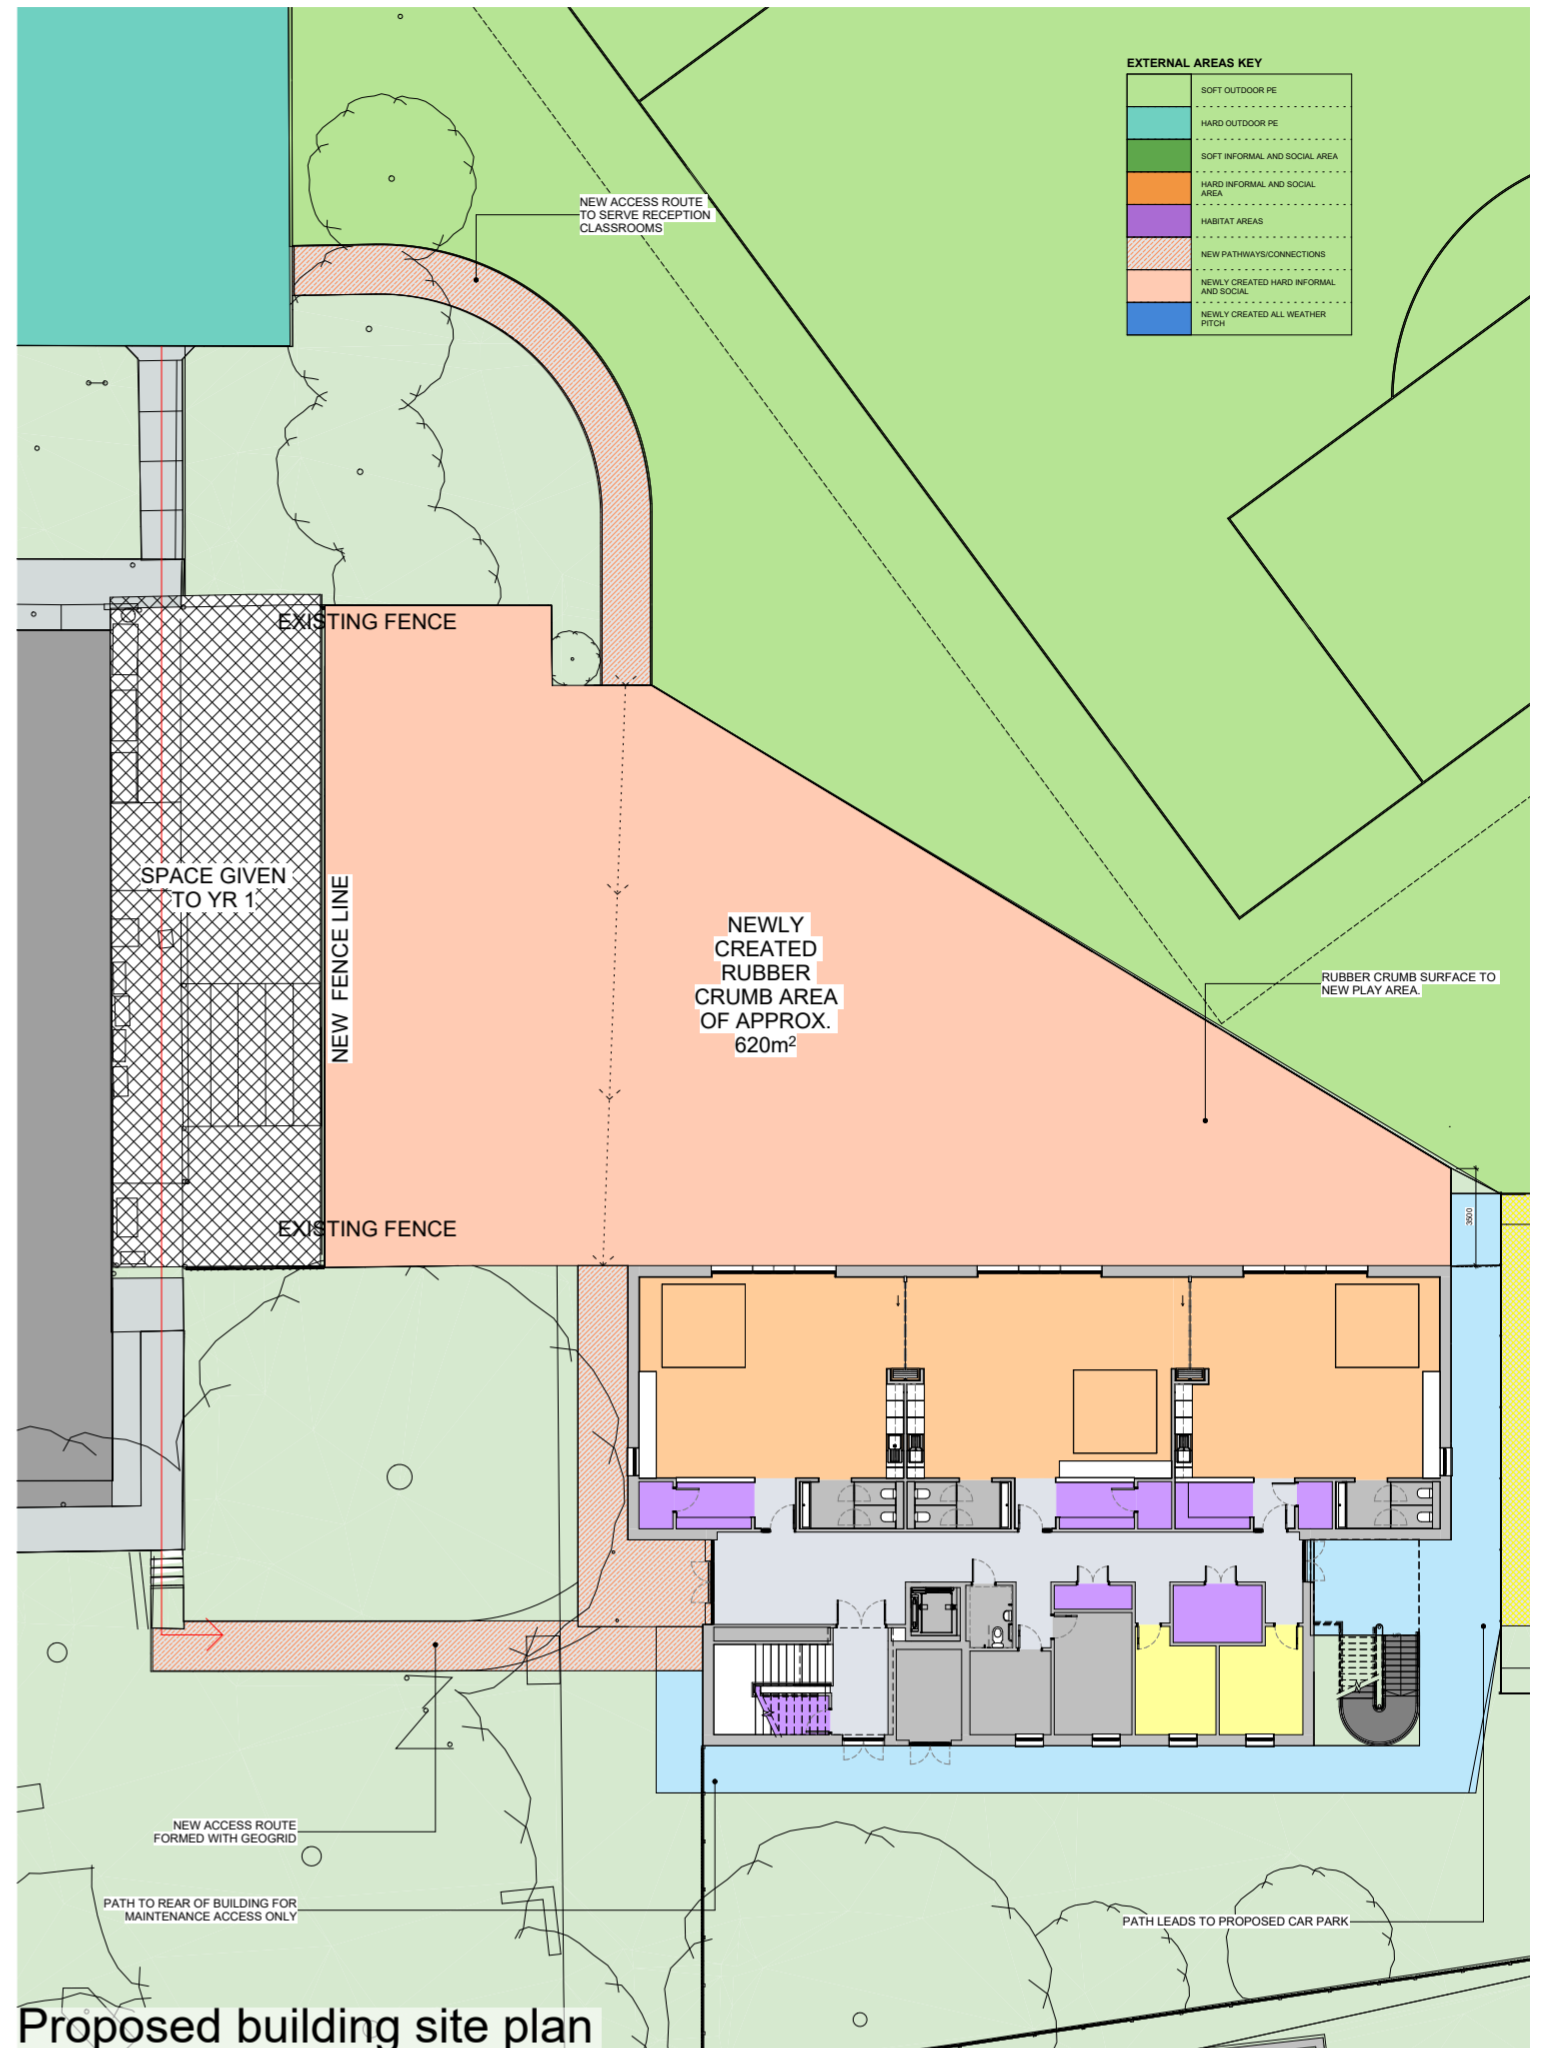 EXTERNAL AREAS KEY
SOFT OUTDOOR PE
HARD OUTDOOR PE
SOFT INFORMAL AND SOCIAL AREA
HARD INFORMAL AND SOCIAL
AREA
HABITAT AREAS
NEW PATHWAYS/CONNECTIONS
NEWLY CREATED HARD INFORMAL
AND SOCIAL
NEWLY CREATED ALL WEATHER
PITCH
NEW ACCESS ROUTE
TO SERVE RECEPTION
CLASSROOMS
EXISTING FENCE
SPACE GIVEN
TO YR 1
NEW FENCE LINE
NEWLY
CREATED
RUBBER
CRUMB AREA
OF APPROX.
620m²
RUBBER CRUMB SURFACE TO
NEW PLAY AREA.
3500
EXISTING FENCE
NEW ACCESS ROUTE
FORMED WITH GEOGRID
PATH TO REAR OF BUILDING FOR
MAINTENANCE ACCESS ONLY
PATH LEADS TO PROPOSED CAR PARK
Proposed building site plan